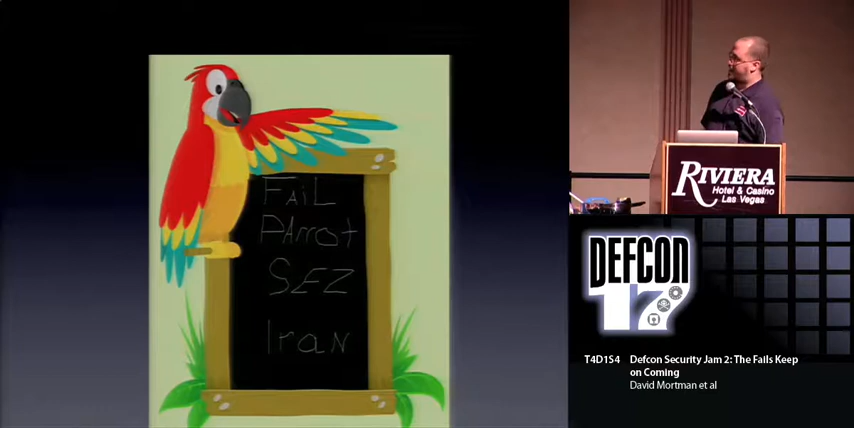 FAIL
PArrot
SEZ
Iran
RIVIERA
Hotel & Casino
Las Vegas
DEFCON
17
T4D1S4 Defcon Security Jam 2: The Fails Keep
on Coming
David Mortman et al